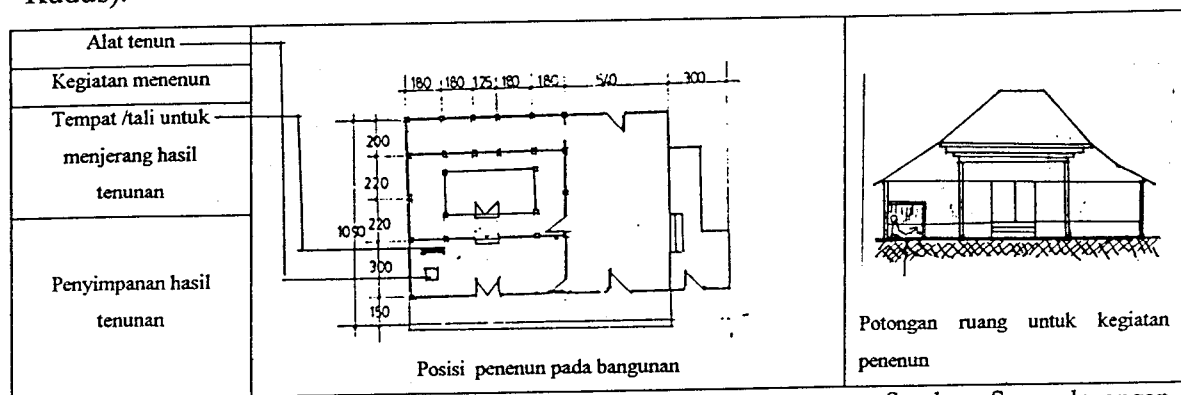 Kudus).
Alat tenun
Kegiatan menenun
Tempat /tali untuk
menjerang hasil
tenunan
Penyimpanan hasil
tenunan
180 180 125 180 180 540 300
200
220
220
1090
300
150
Posisi penenun pada bangunan
Potongan ruang untuk kegiatan
penenun